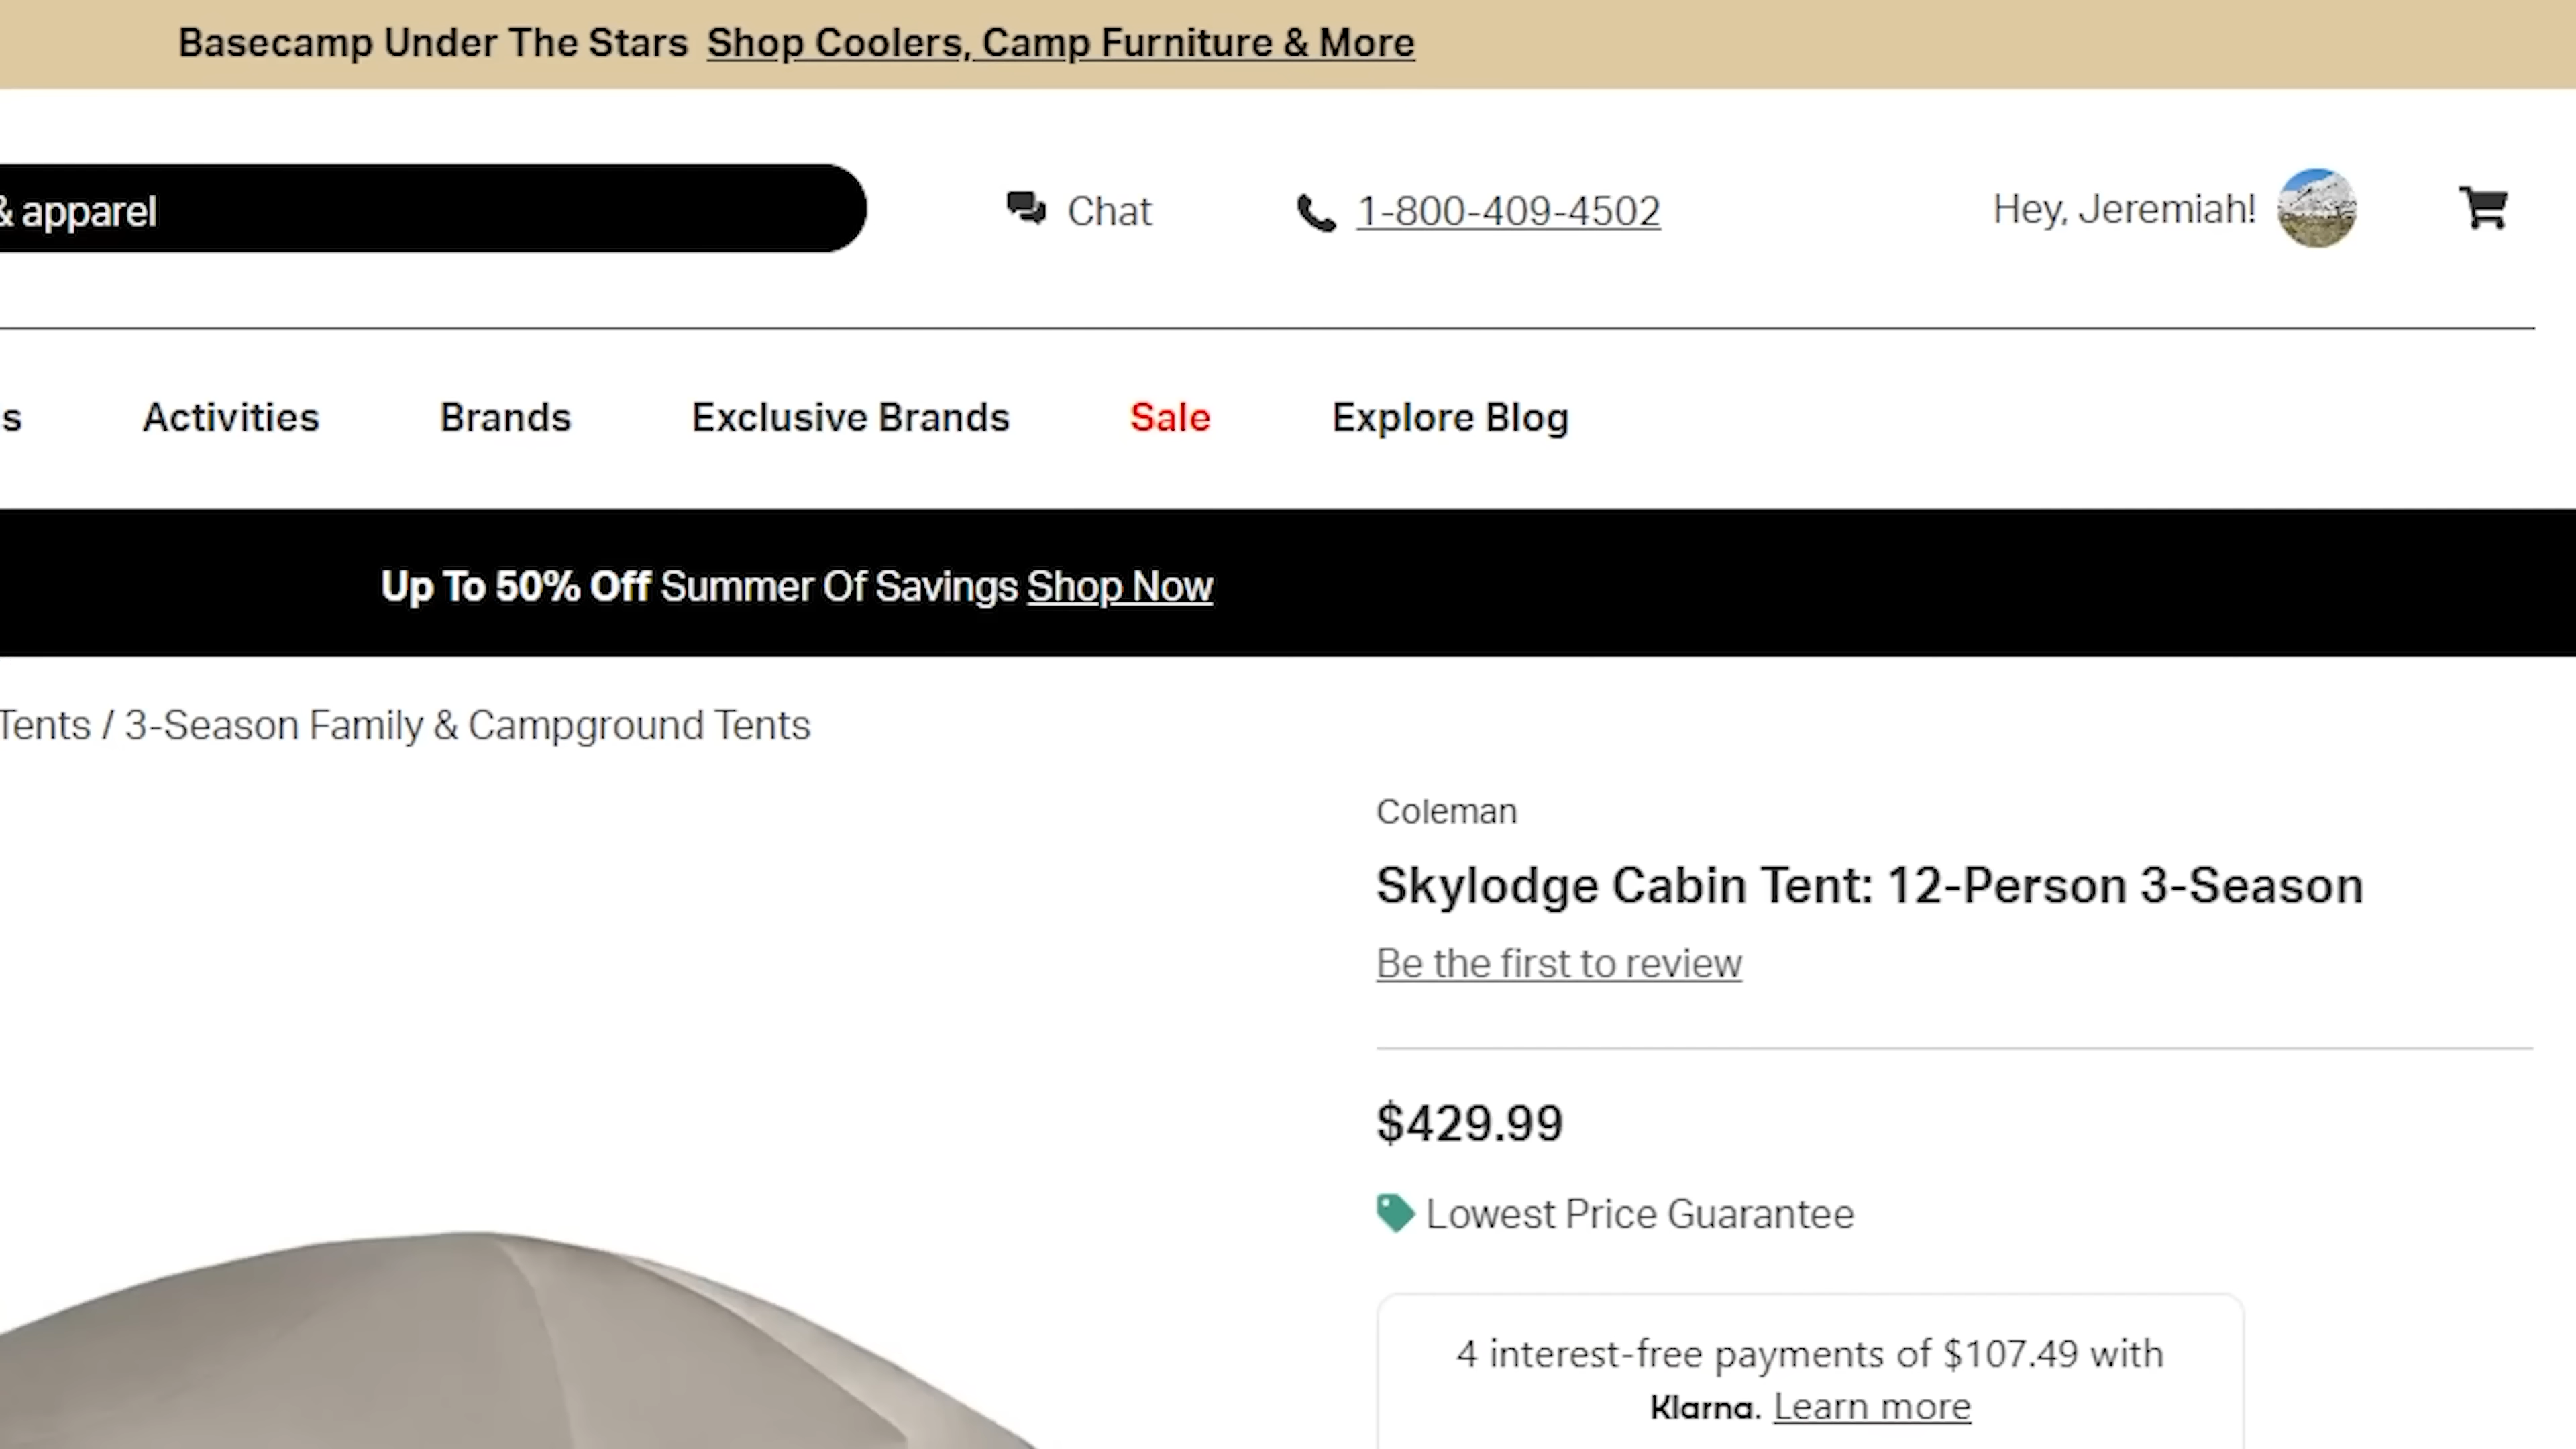 Basecamp Under The Stars Shop Coolers, Camp Furniture & More
& apparel
Chat
1-800-409-4502
Hey, Jeremiah!
s
Activities
Brands
Exclusive Brands
Sale
Explore Blog
Up To 50% Off Summer Of Savings Shop Now
Tents / 3-Season Family & Campground Tents
Coleman
Skylodge Cabin Tent: 12-Person 3-Season
Be the first to review
$429.99
Lowest Price Guarantee
4 interest-free payments of $107.49 with
Klarna. Learn more